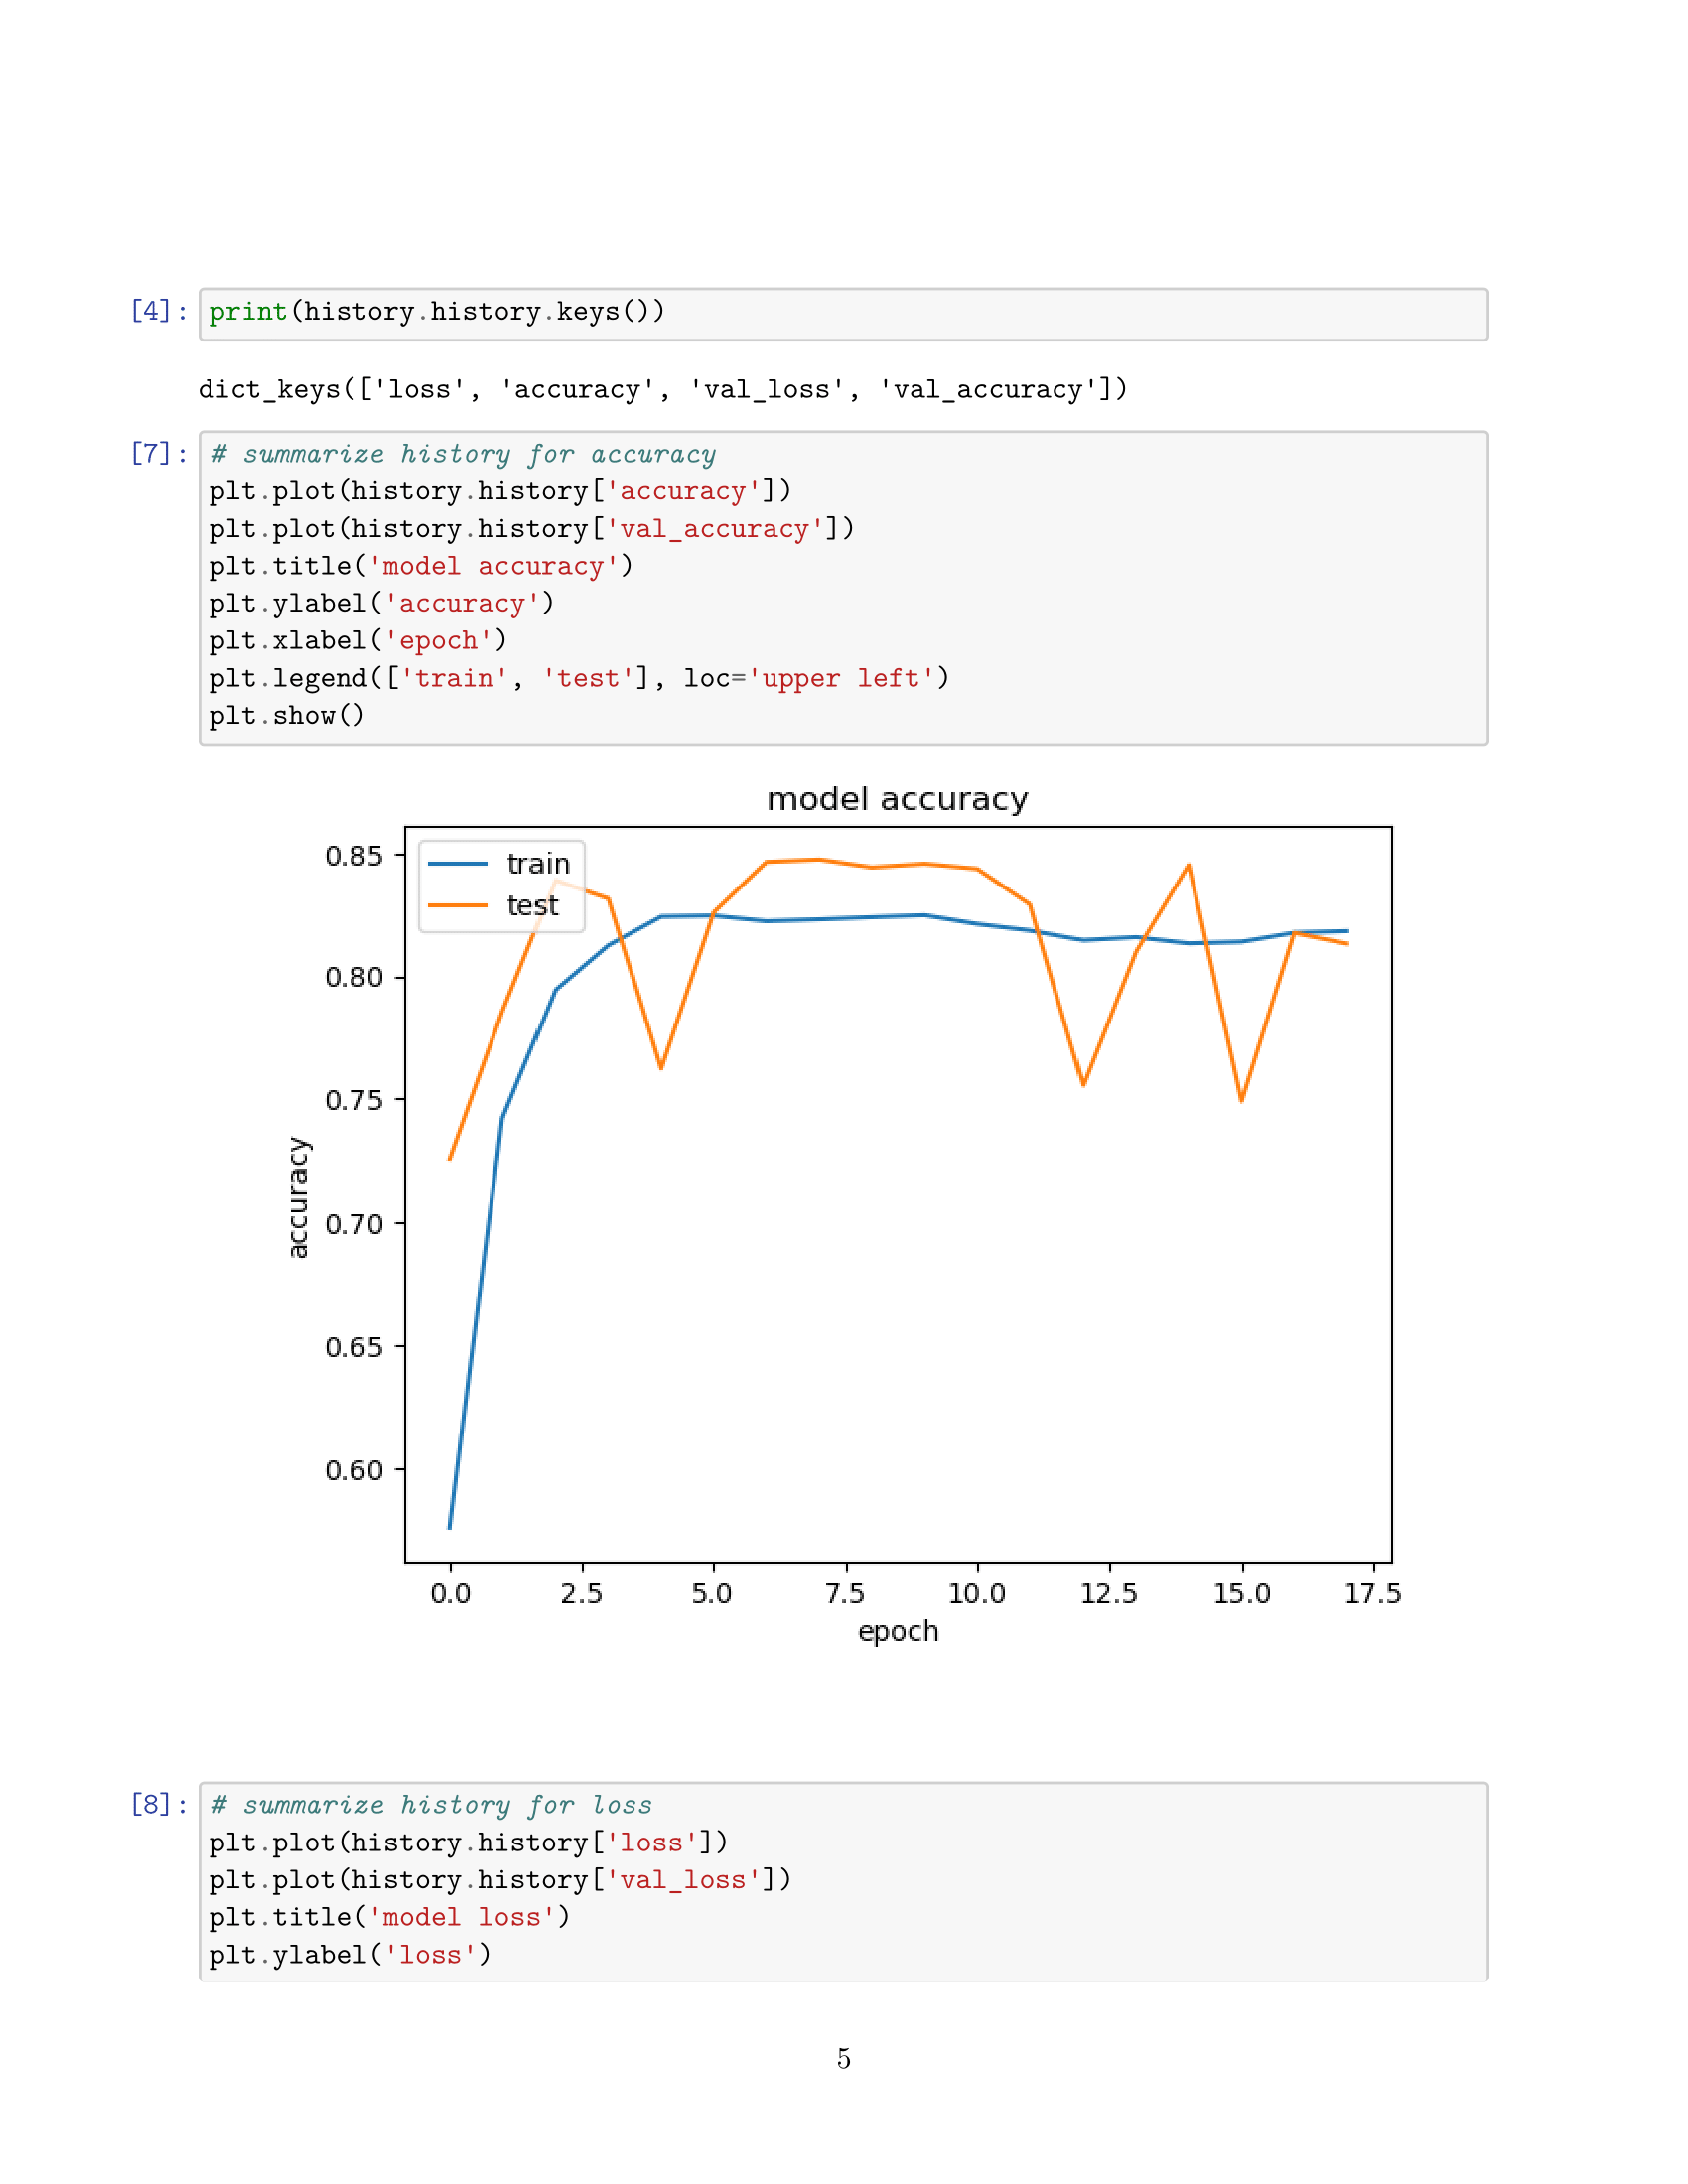 [4]: print(history.history.keys())
dict_keys(['loss', 'accuracy', 'val_loss', 'val_accuracy'])
[7]: # summarize history for accuracy
plt.plot(history.history['accuracy'])
plt.plot(history.history['val_accuracy'])
plt.title('model accuracy')
plt.ylabel('accuracy')
plt.xlabel('epoch')
plt.legend(['train', 'test'], loc='upper left')
plt.show()
model accuracy
train
test
0.85
0.80
0.75
0.70
0.65
0.60
accuracy
0.0 2.5 5.0 7.5 10.0 12.5 15.0 17.5
epoch
[8]: # summarize history for loss
plt.plot(history.history['loss'])
plt.plot(history.history['val_loss'])
plt.title('model loss')
plt.ylabel('loss')
5